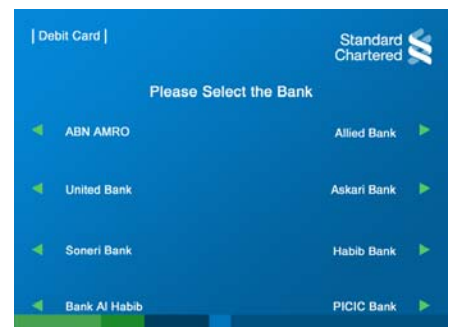 | Debit Card |
Standard
Chartered
Please Select the Bank
ABN AMRO
Allied Bank
United Bank
Askari Bank
Soneri Bank
Habib Bank
Bank Al Habib
PICIC Bank